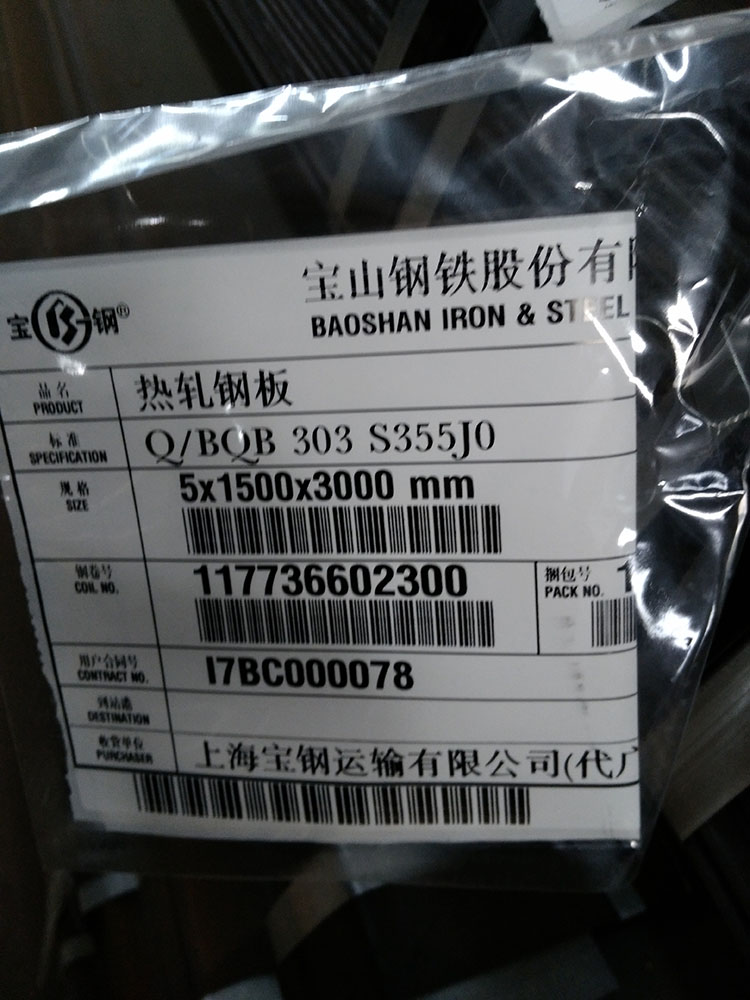 宝 钢®
宝山钢铁股份有
BAOSHAN IRON & STEEL
品名
PRODUCT
热轧钢板
标准
SPECIFICATION
Q/BQB 303 S355J0
规格
SIZE
5x1500x3000 mm
钢卷号
COIL NO.
117736602300
捆包号
PACK NO.
1
用户合同号
CONTRACT NO.
I7BC000078
到站港
DESTINATION
收货单位
PURCHASER
上海宝钢运输有限公司(代